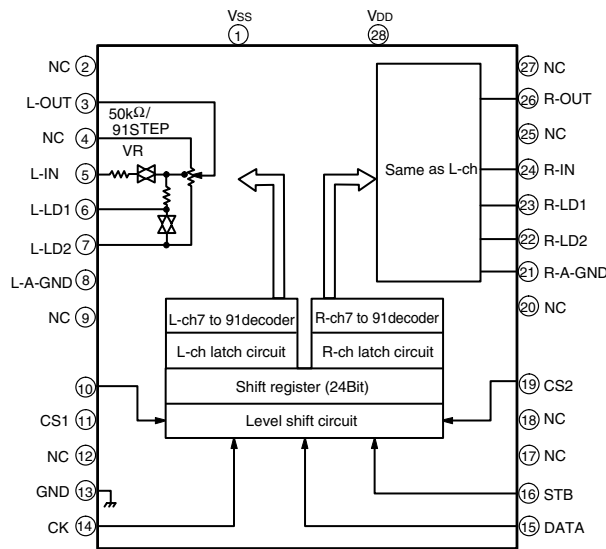 VSS
1
VDD
28
NC 2
L-OUT 3
NC 4
L-IN 5
L-LD1 6
L-LD2 7
L-A-GND 8
NC 9
10
CS1 11
NC 12
GND 13
CK 14
50kΩ/
91STEP
VR
Same as L-ch
L-ch7 to 91decoder
R-ch7 to 91decoder
L-ch latch circuit
R-ch latch circuit
Shift register (24Bit)
Level shift circuit
27 NC
26 R-OUT
25 NC
24 R-IN
23 R-LD1
22 R-LD2
21 R-A-GND
20 NC
19 CS2
18 NC
17 NC
16 STB
15 DATA